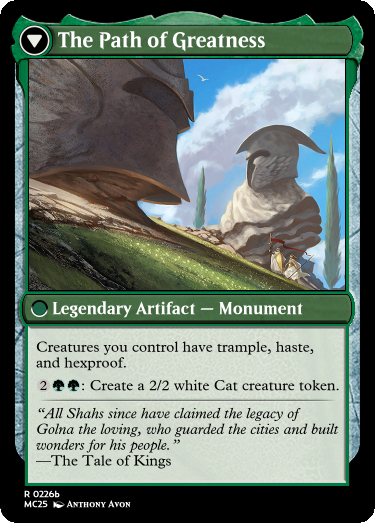 The Path of Greatness
Legendary Artifact — Monument
Creatures you control have trample, haste,
and hexproof.
2: Create a 2/2 white Cat creature token.
“All Shahs since have claimed the legacy of
Golna the loving, who guarded the cities and built
wonders for his people.”
—The Tale of Kings
R 0226b
MC25 Anthony Avon